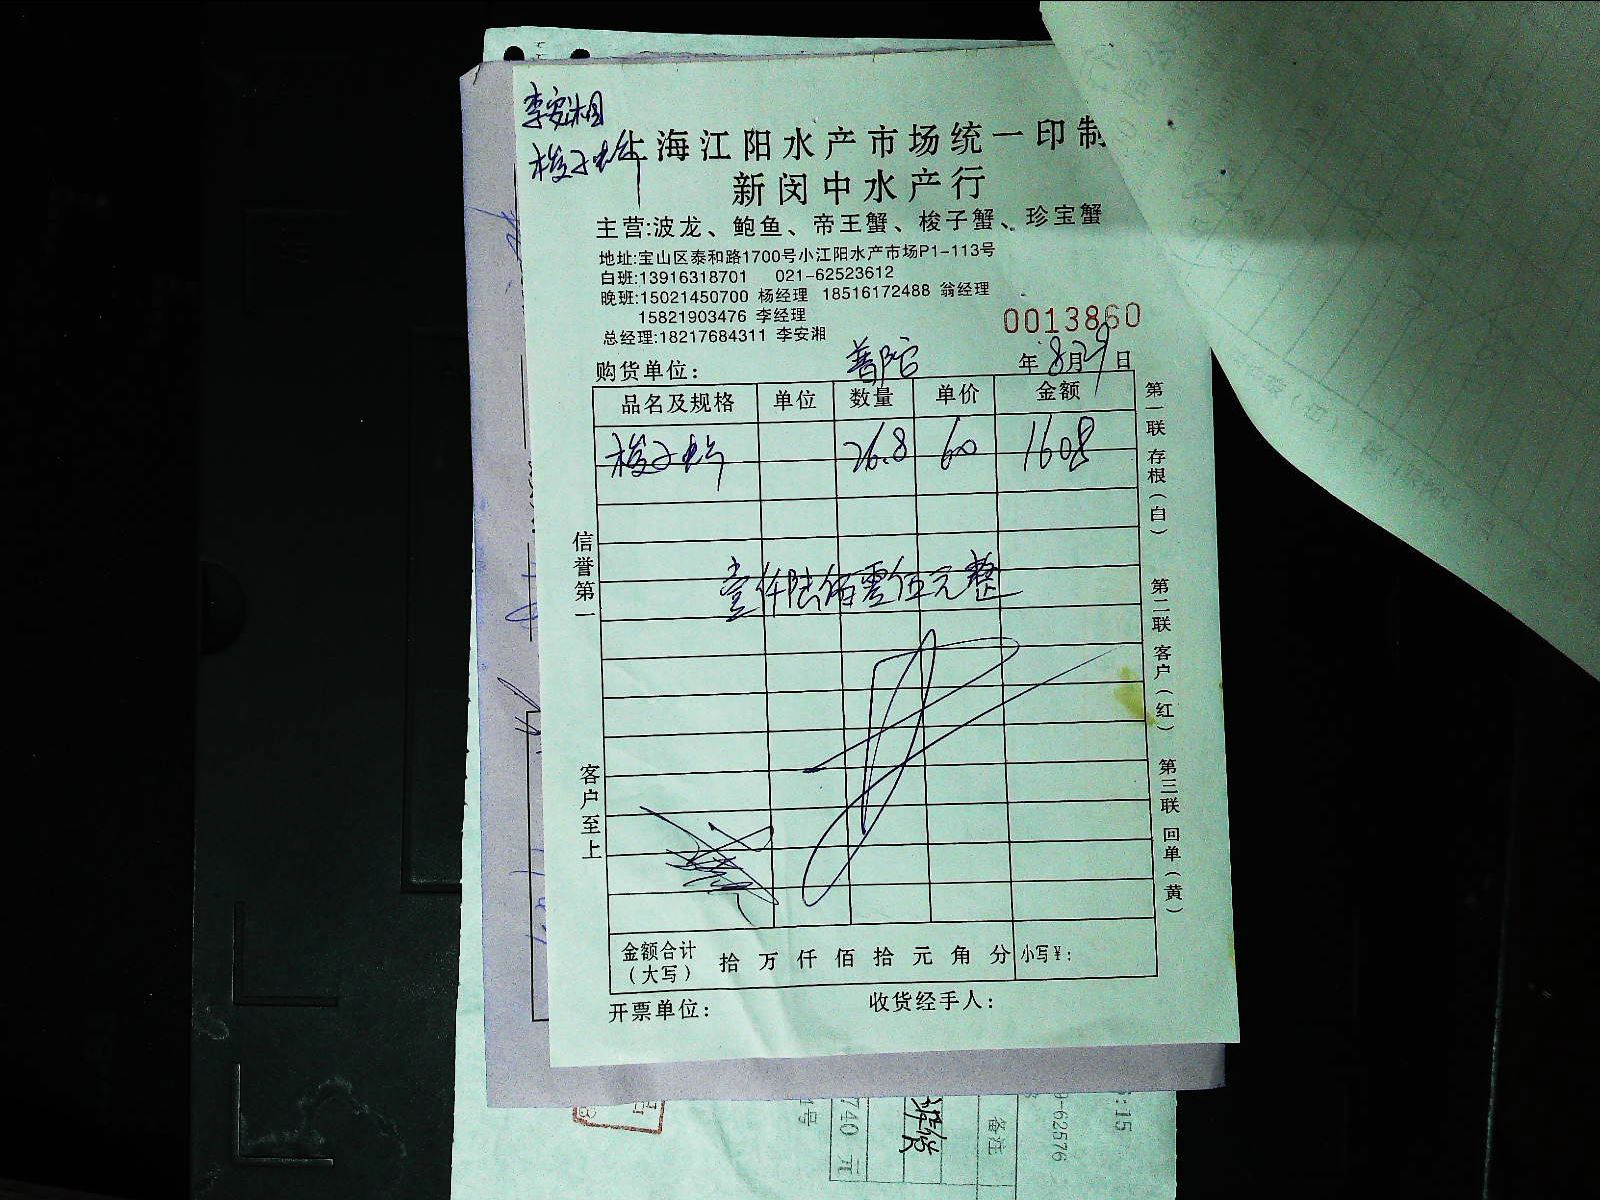 李安湘
梭子蟹
上海江阳水产市场统一印制
新闵中水产行
主营:波龙、鲍鱼、帝王蟹、梭子蟹、珍宝蟹
地址:宝山区泰和路1700号小江阳水产市场P1-113号
白班:13916318701 021-62523612
晚班:15021450700 杨经理 18516172488 翁经理
15821903476 李经理
总经理:18217684311 李安湘
0013860
购货单位: 普陀 年8月29日
品名及规格 单位 数量 单价 金额
梭子蟹 26.8 60 1608
壹仟陆佰零伍元整
金额合计(大写) 拾 万 仟 佰 拾 元 角 分 小写¥:
开票单位: 收货经手人:
信誉第一
客户至上
第一联 存根(白)
第二联 客户(红)
第三联 回单(黄)
740 元
备注
9-62576
:15